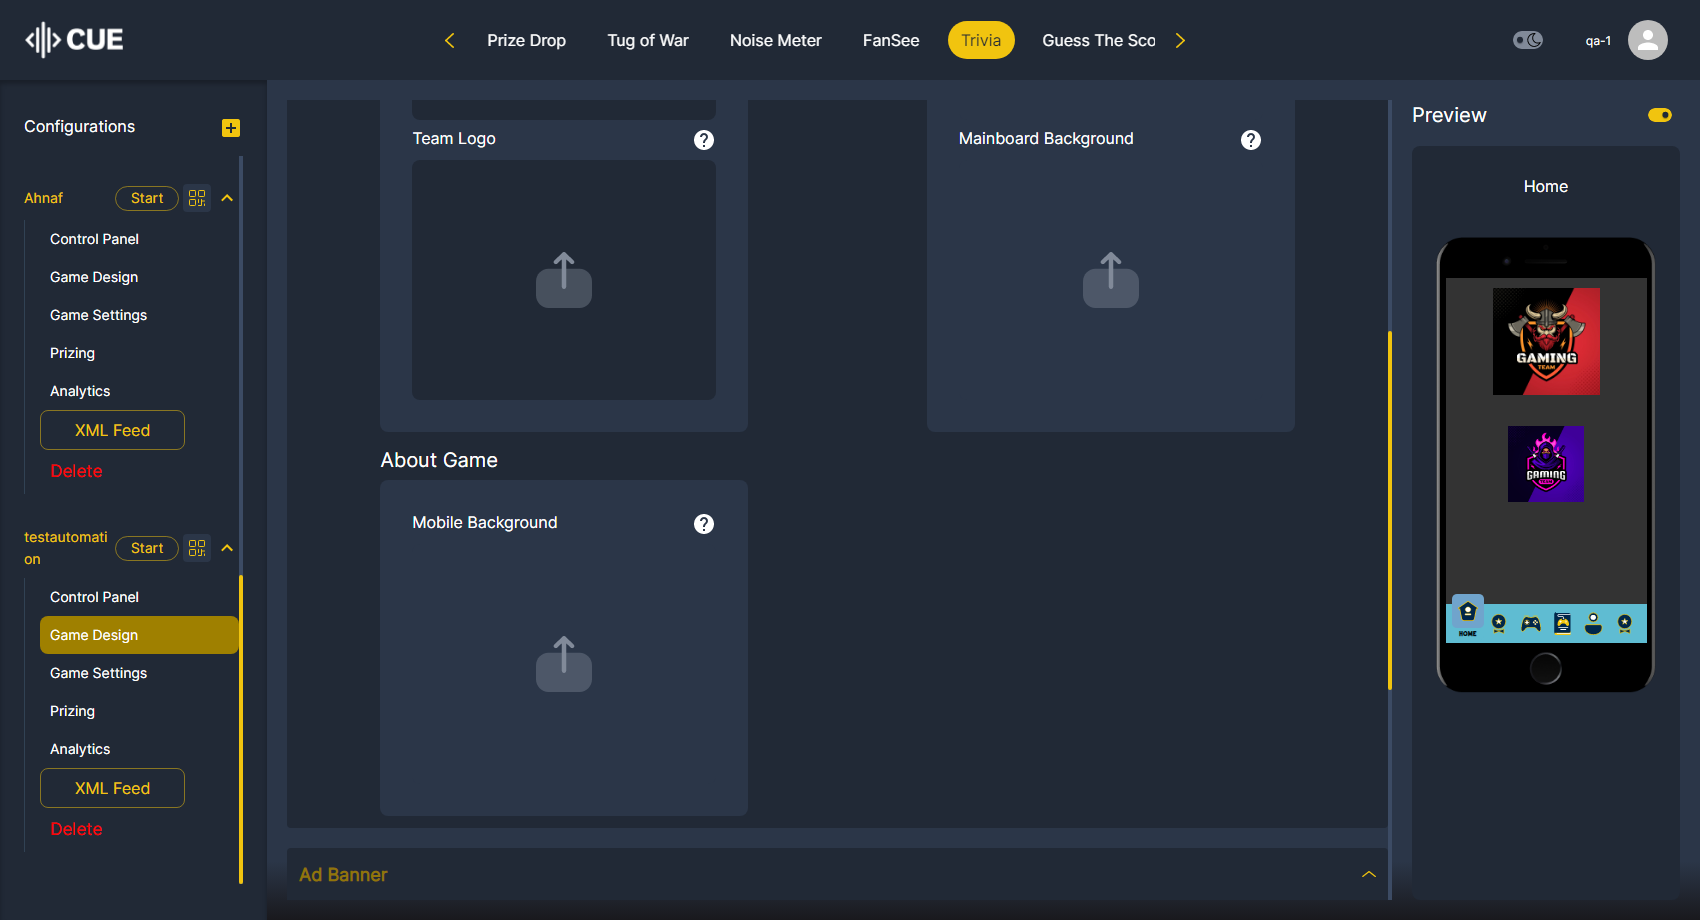 CUE
Prize Drop
Tug of War
Noise Meter
FanSee
Trivia
Guess The Sco
qa-1
Configurations
Ahnaf
Start
Control Panel
Game Design
Game Settings
Prizing
Analytics
XML Feed
Delete
testautomati
on
Start
Control Panel
Game Design
Game Settings
Prizing
Analytics
XML Feed
Delete
Team Logo
Mainboard Background
About Game
Mobile Background
Ad Banner
Preview
Home
GAMING
TEAM
GAMING
TEAM
HOME